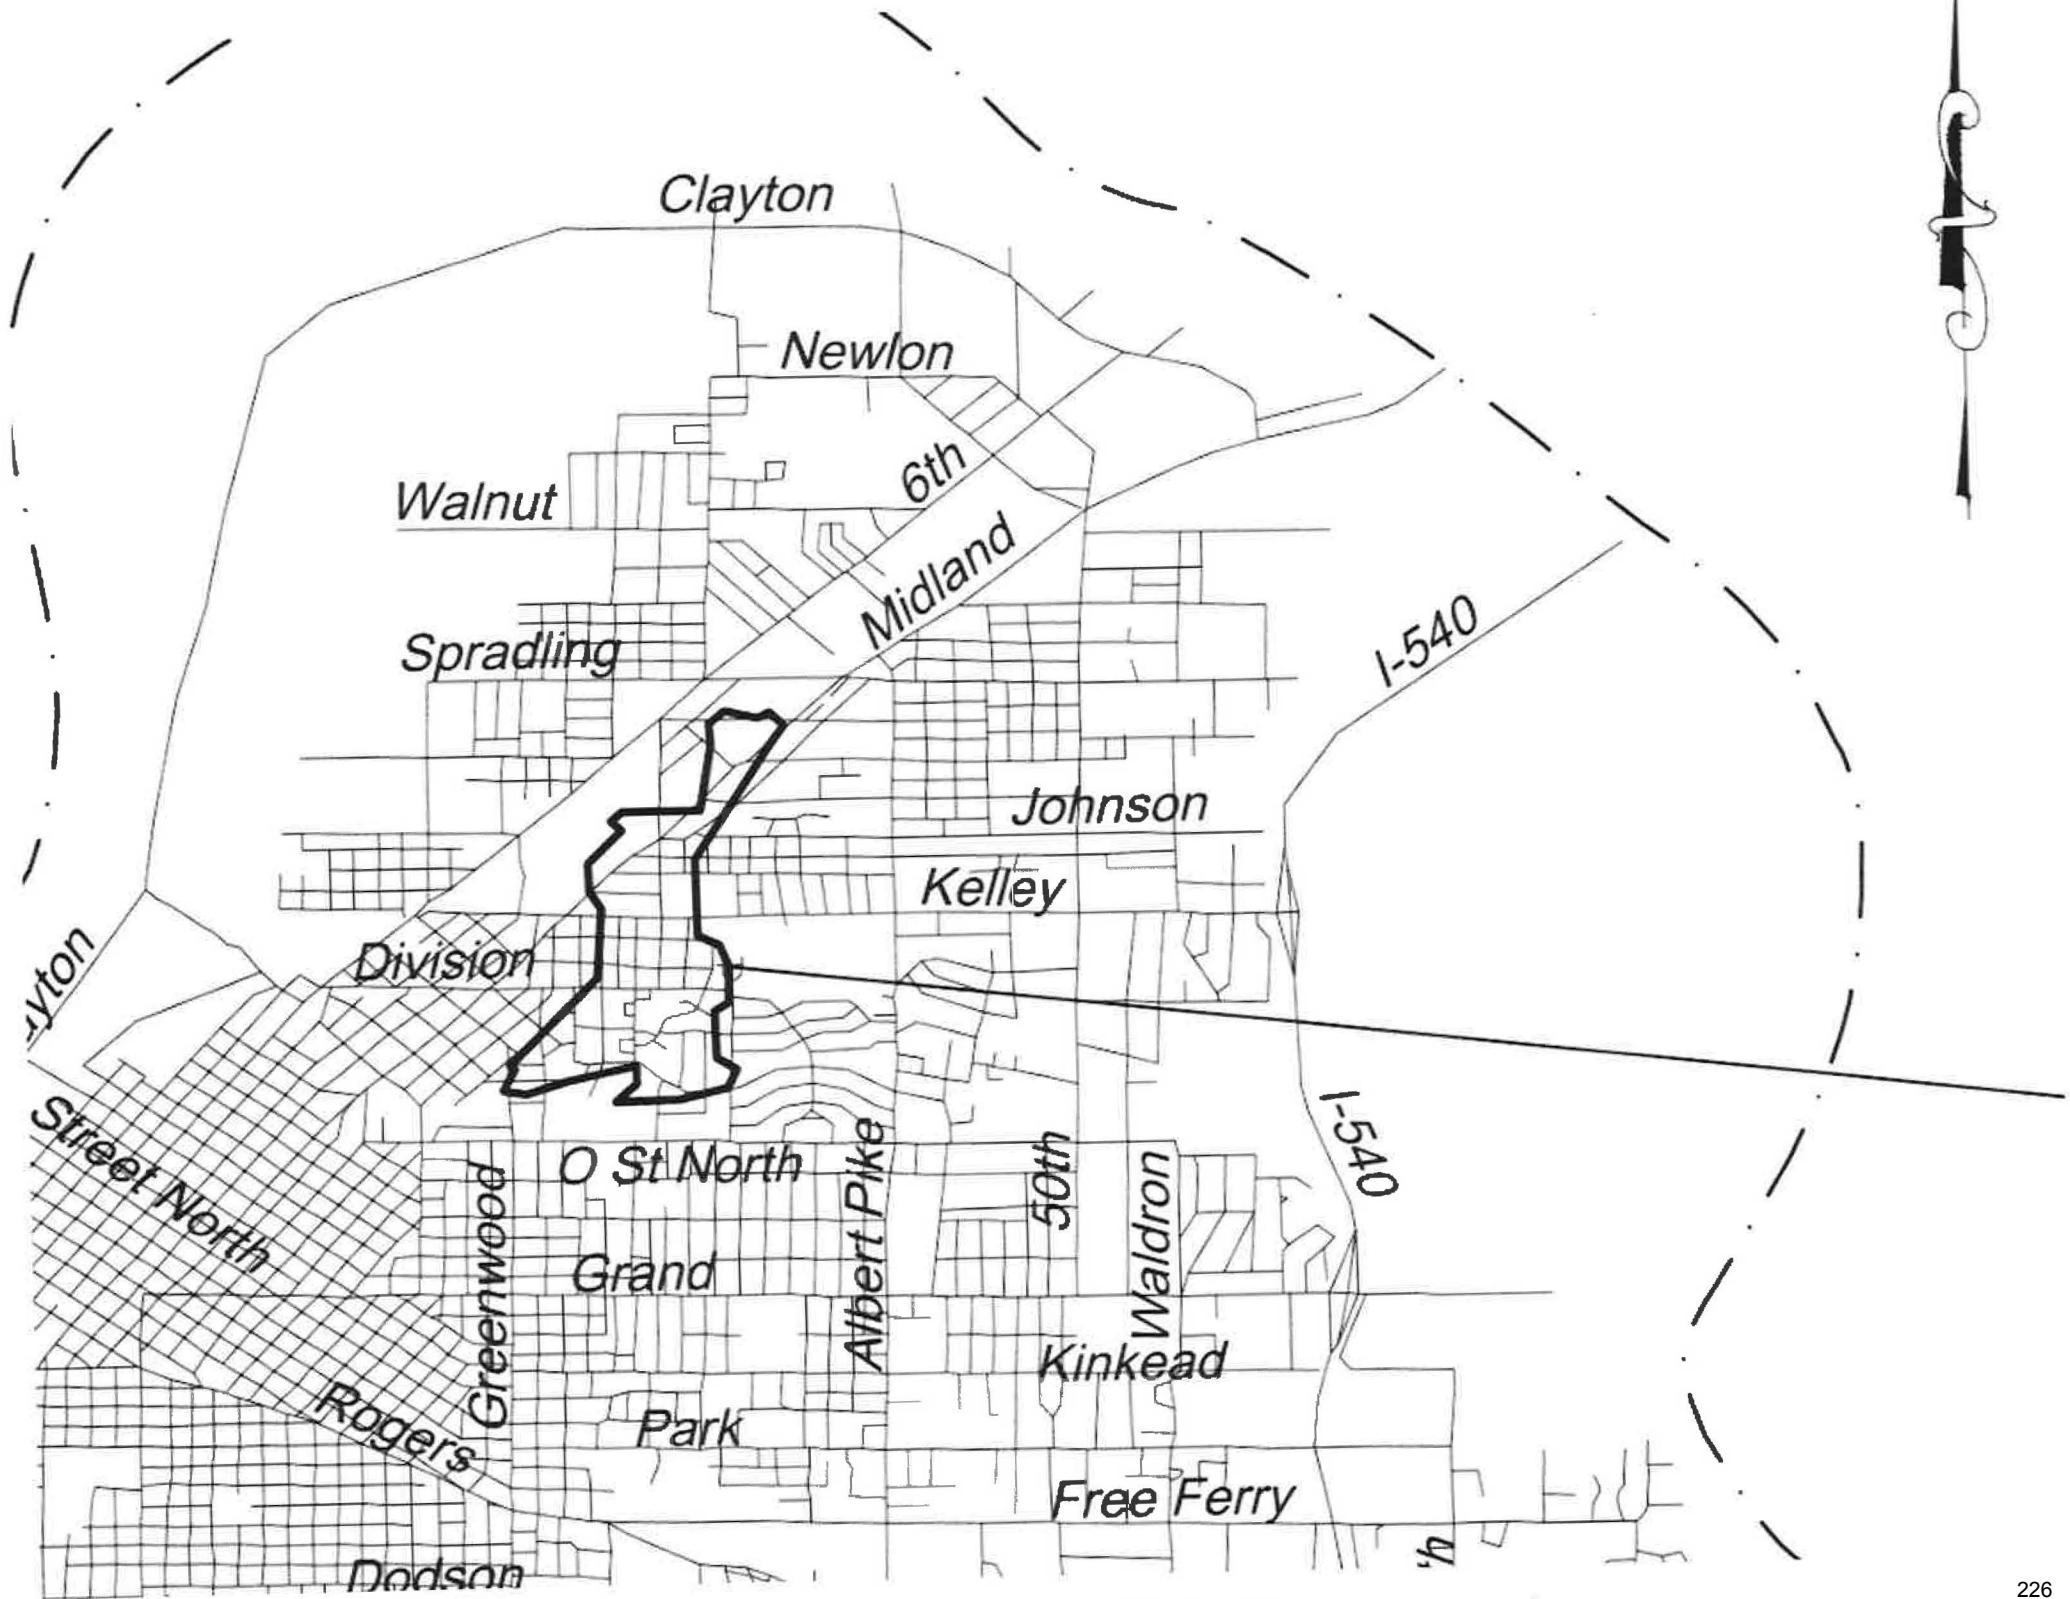 Clayton
Newlon
6th
Walnut
Midland
Spradling
I-540
Johnson
Kelley
Division
ayton
I-540
Street North
O St North
Albert Pike
50th
Waldron
Greenwood
Grand
Kinkead
Rogers
Park
Free Ferry
Dodson
226